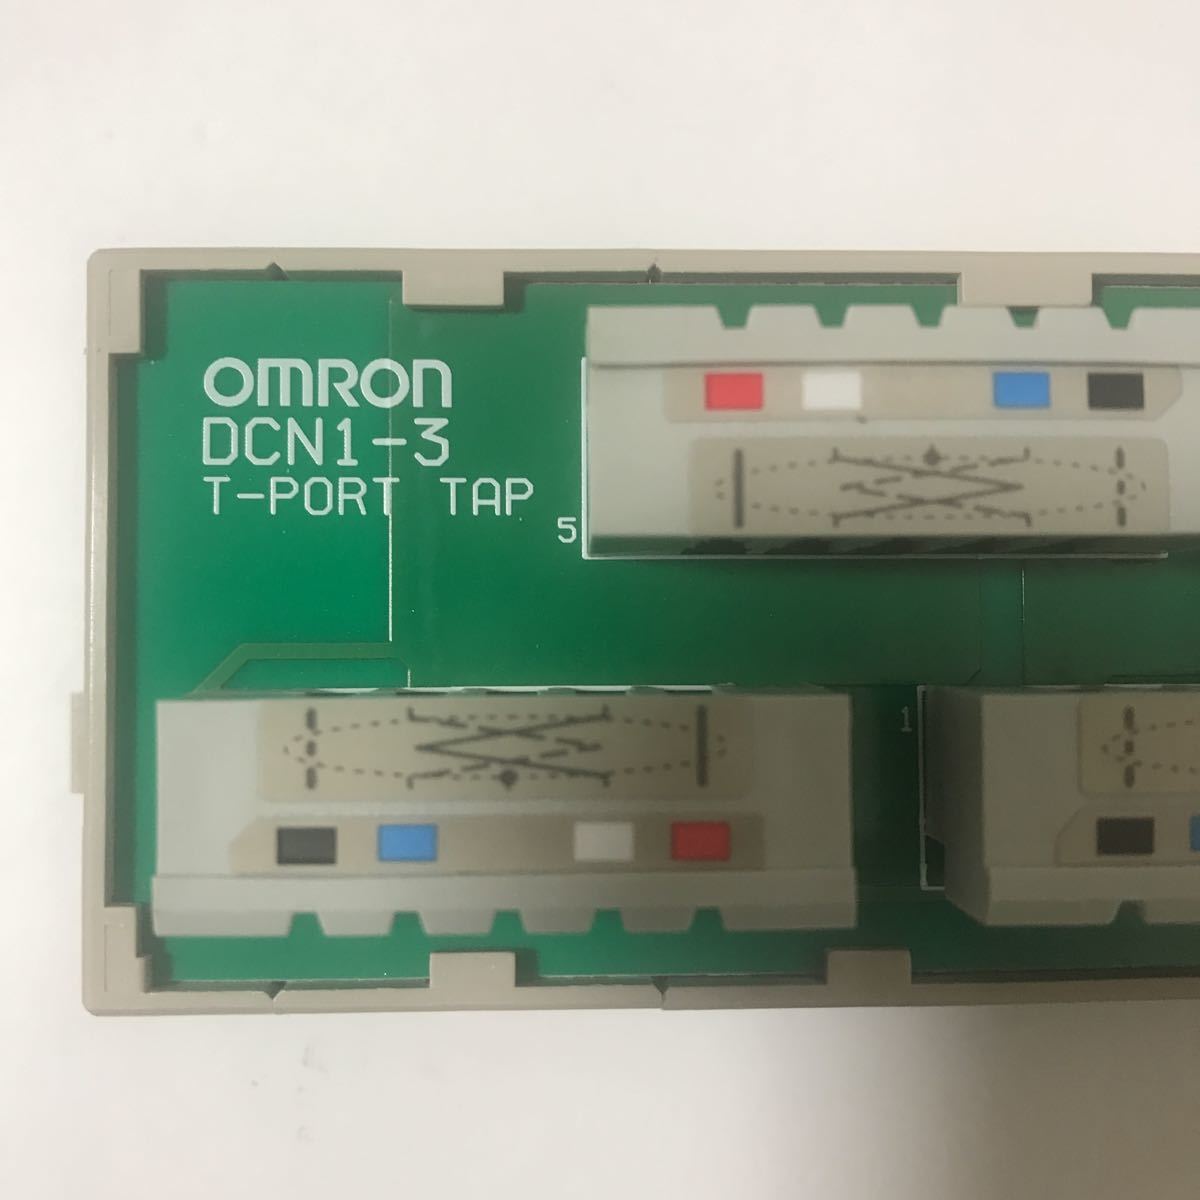 OMRON
DCN1-3
T-PORT TAP
5
1